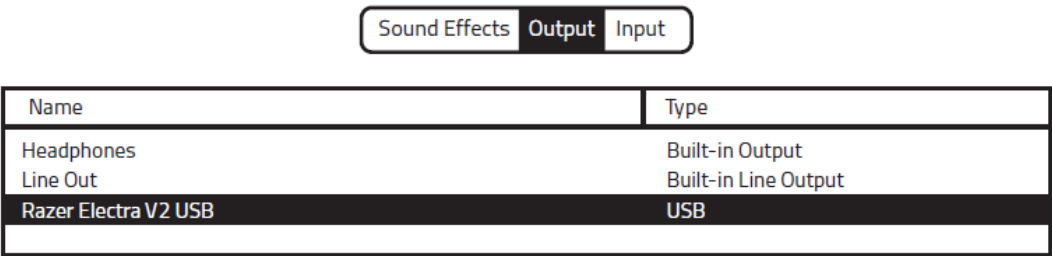 Sound Effects Output Input
Name Type
Headphones Built-in Output
Line Out Built-in Line Output
Razer Electra V2 USB USB